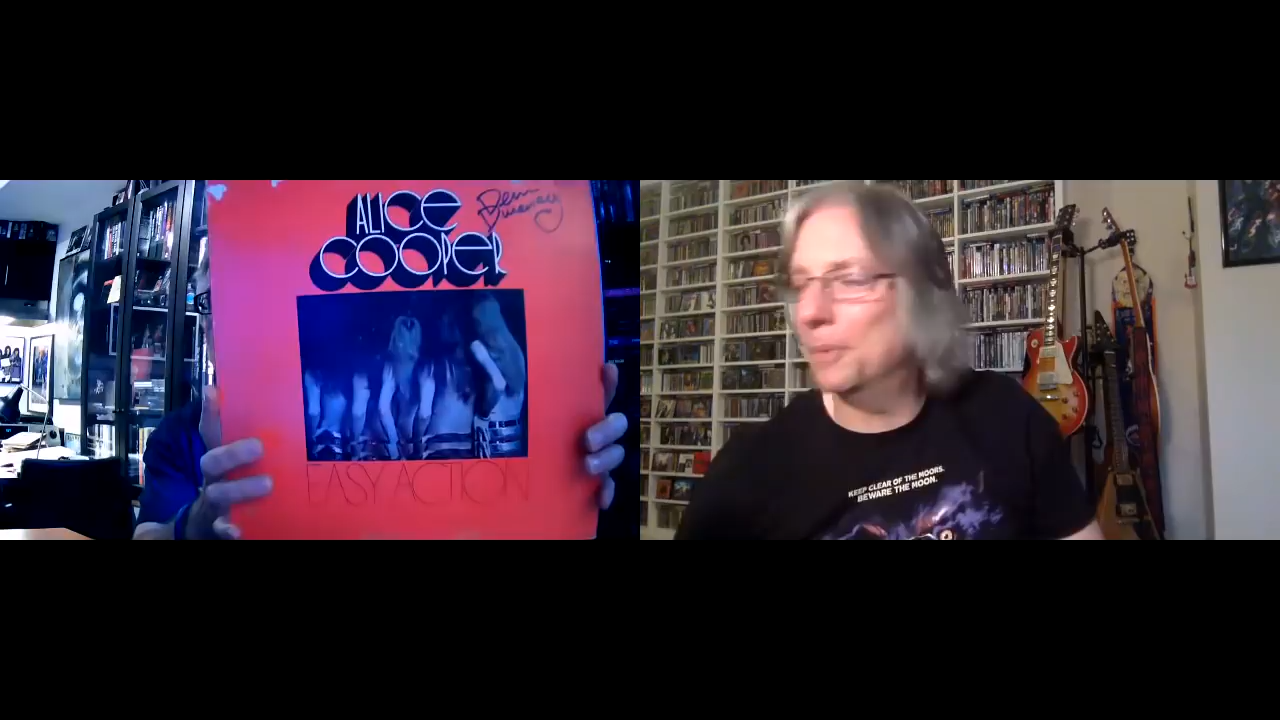 ALICE
COOPER
EASY ACTION
KEEP CLEAR OF THE MOORS.
BEWARE THE MOON.